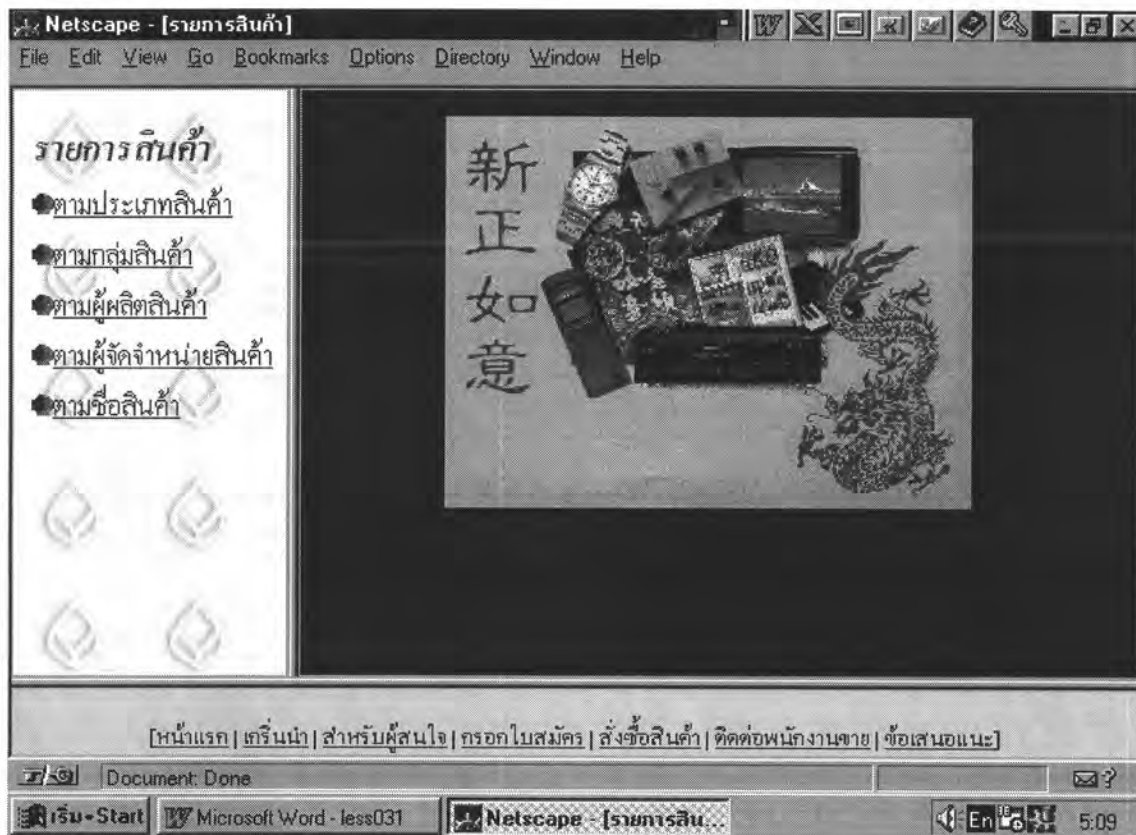 Netscape - [รายการสินค้า]
File Edit View Go Bookmarks Options Directory Window Help
รายการสินค้า
ตามประเภทสินค้า
ตามกลุ่มสินค้า
ตามผู้ผลิตสินค้า
ตามผู้จัดจำหน่ายสินค้า
ตามชื่อสินค้า
新
正
如
意
[หน้าแรก | เกริ่นนำ | สำหรับผู้สนใจ | กรอกใบสมัคร | สั่งซื้อสินค้า | ติดต่อพนักงานขาย | ข้อเสนอแนะ]
Document: Done
เริ่ม-Start Microsoft Word - less031 Netscape - [รายการสิน... En 5:09